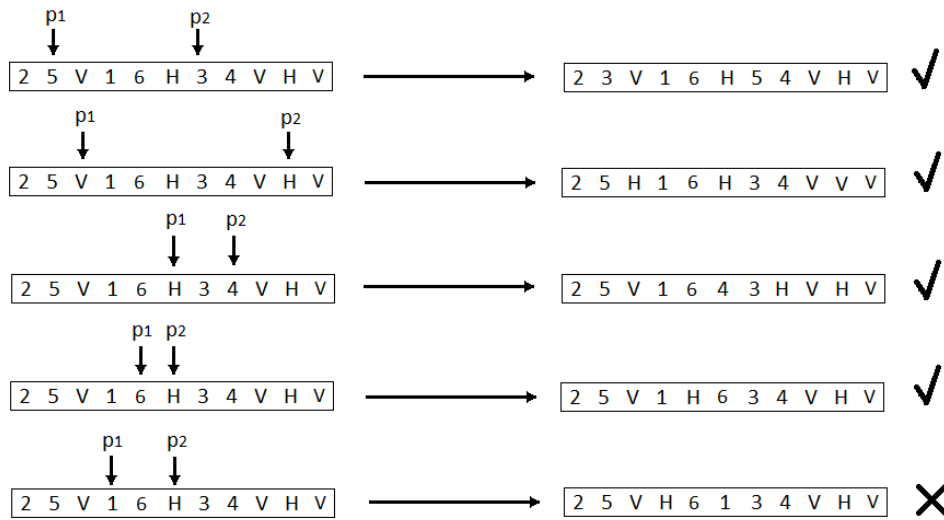 p1 p2
2 5 V 1 6 H 3 4 V H V 2 3 V 1 6 H 5 4 V H V
p1 p2
2 5 V 1 6 H 3 4 V H V 2 5 H 1 6 H 3 4 V V V
p1 p2
2 5 V 1 6 H 3 4 V H V 2 5 V 1 6 4 3 H V H V
p1 p2
2 5 V 1 6 H 3 4 V H V 2 5 V 1 H 6 3 4 V H V
p1 p2
2 5 V 1 6 H 3 4 V H V 2 5 V H 6 1 3 4 V H V